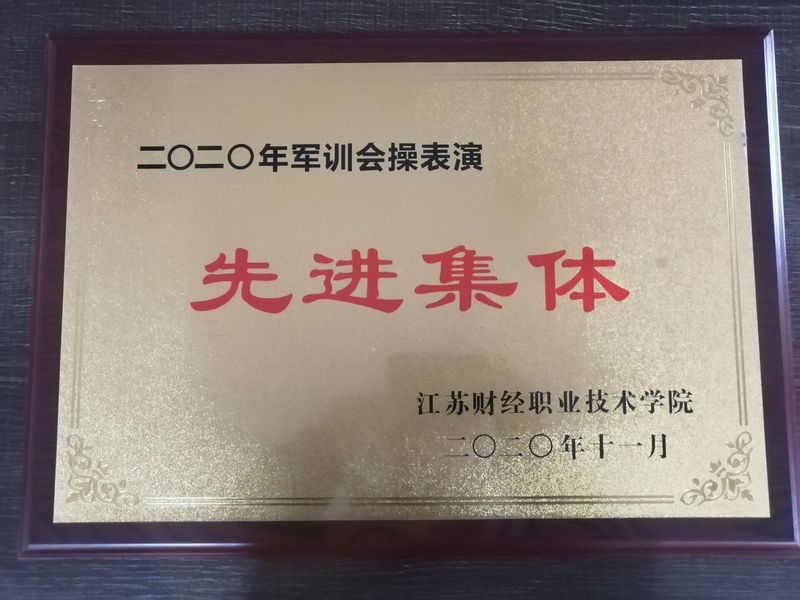 二〇二〇年军训会操表演
先进集体
江苏财经职业技术学院
二〇二〇年十一月